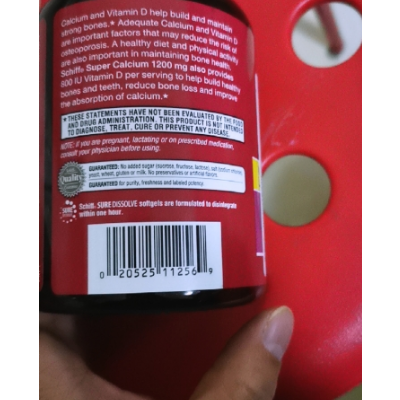 Calcium and Vitamin D help build and maintain
strong bones.* Adequate Calcium and Vitamin D
are important factors that may reduce the risk of
osteoporosis. A healthy diet and physical activity
are also important in maintaining bone health.
Schiff® Super Calcium 1200 mg also provides
800 IU Vitamin D per serving to help build healthy
bones and teeth, reduce bone loss and improve
the absorption of calcium.*
*THESE STATEMENTS HAVE NOT BEEN EVALUATED BY THE FOOD
AND DRUG ADMINISTRATION. THIS PRODUCT IS NOT INTENDED
TO DIAGNOSE, TREAT, CURE OR PREVENT ANY DISEASE.
NOTE: If you are pregnant, lactating or on prescribed medication,
consult your physician before using.
Quality
GUARANTEED: No added sugar (sucrose, fructose, lactose), salt (sodium chloride),
yeast, wheat, gluten or milk. No preservatives or artificial flavors.
GUARANTEED for purity, freshness and labeled potency.
SURE
Schiff® SURE DISSOLVE softgels are formulated to disintegrate
within one hour.
0 20525 11256 9